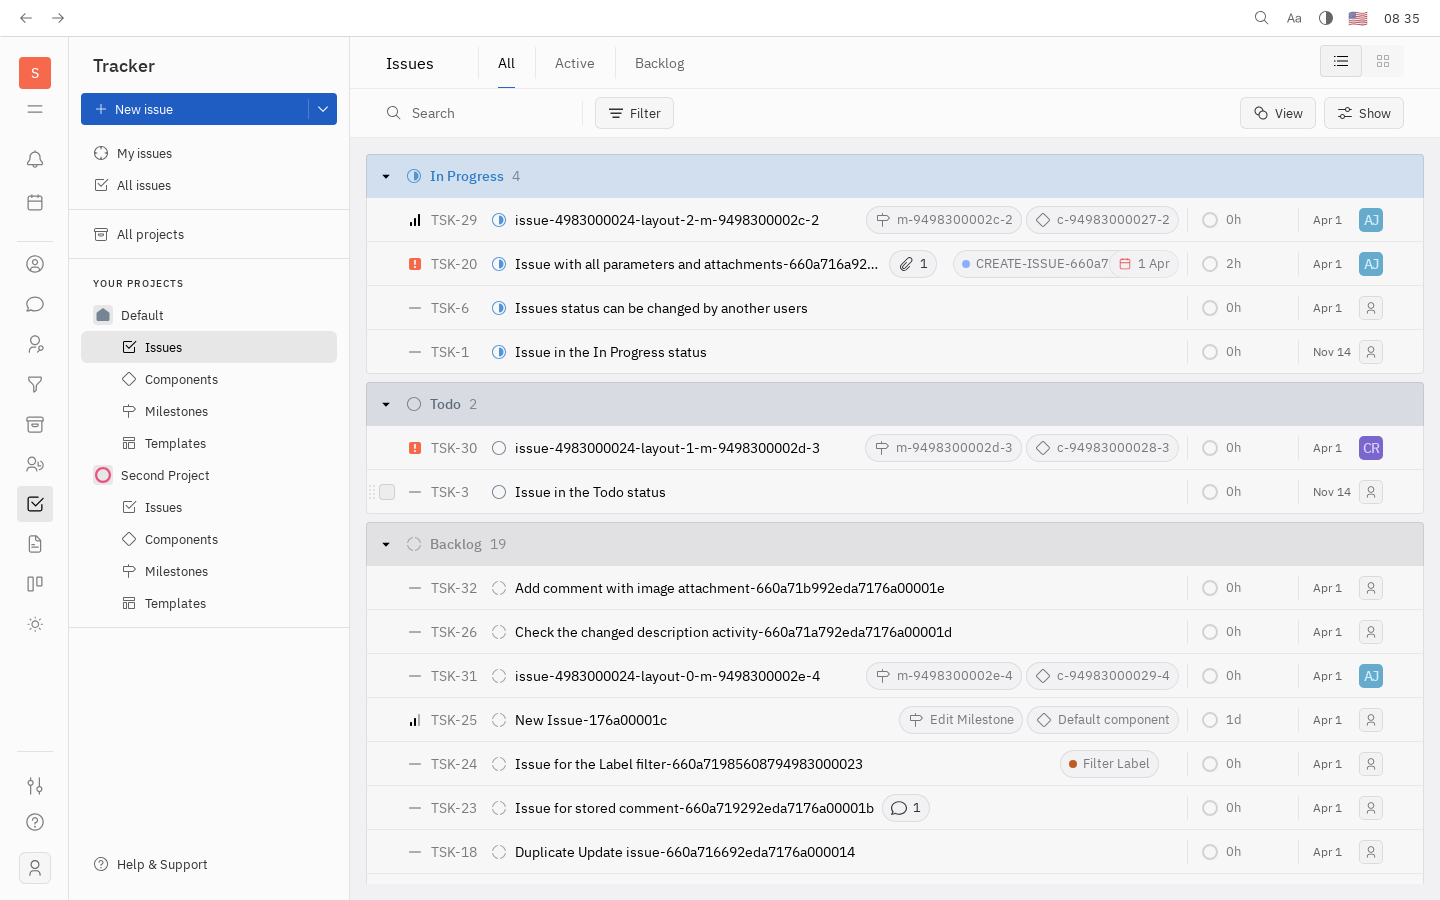 Aa 08 35
S
Tracker
New issue
My issues
All issues
All projects
YOUR PROJECTS
Default
Issues
Components
Milestones
Templates
Second Project
Issues
Components
Milestones
Templates
Help & Support
Issues All Active Backlog
Search Filter View Show
In Progress 4
TSK-29 issue-4983000024-layout-2-m-9498300002c-2 m-9498300002c-2 c-94983000027-2 0h Apr 1 AJ
TSK-20 Issue with all parameters and attachments-660a716a92... 1 CREATE-ISSUE-660a7 1 Apr 2h Apr 1 AJ
TSK-6 Issues status can be changed by another users 0h Apr 1
TSK-1 Issue in the In Progress status 0h Nov 14
Todo 2
TSK-30 issue-4983000024-layout-1-m-9498300002d-3 m-9498300002d-3 c-94983000028-3 0h Apr 1 CR
TSK-3 Issue in the Todo status 0h Nov 14
Backlog 19
TSK-32 Add comment with image attachment-660a71b992eda7176a00001e 0h Apr 1
TSK-26 Check the changed description activity-660a71a792eda7176a00001d 0h Apr 1
TSK-31 issue-4983000024-layout-0-m-9498300002e-4 m-9498300002e-4 c-94983000029-4 0h Apr 1 AJ
TSK-25 New Issue-176a00001c Edit Milestone Default component 1d Apr 1
TSK-24 Issue for the Label filter-660a71985608794983000023 Filter Label 0h Apr 1
TSK-23 Issue for stored comment-660a719292eda7176a00001b 1 0h Apr 1
TSK-18 Duplicate Update issue-660a716692eda7176a000014 0h Apr 1